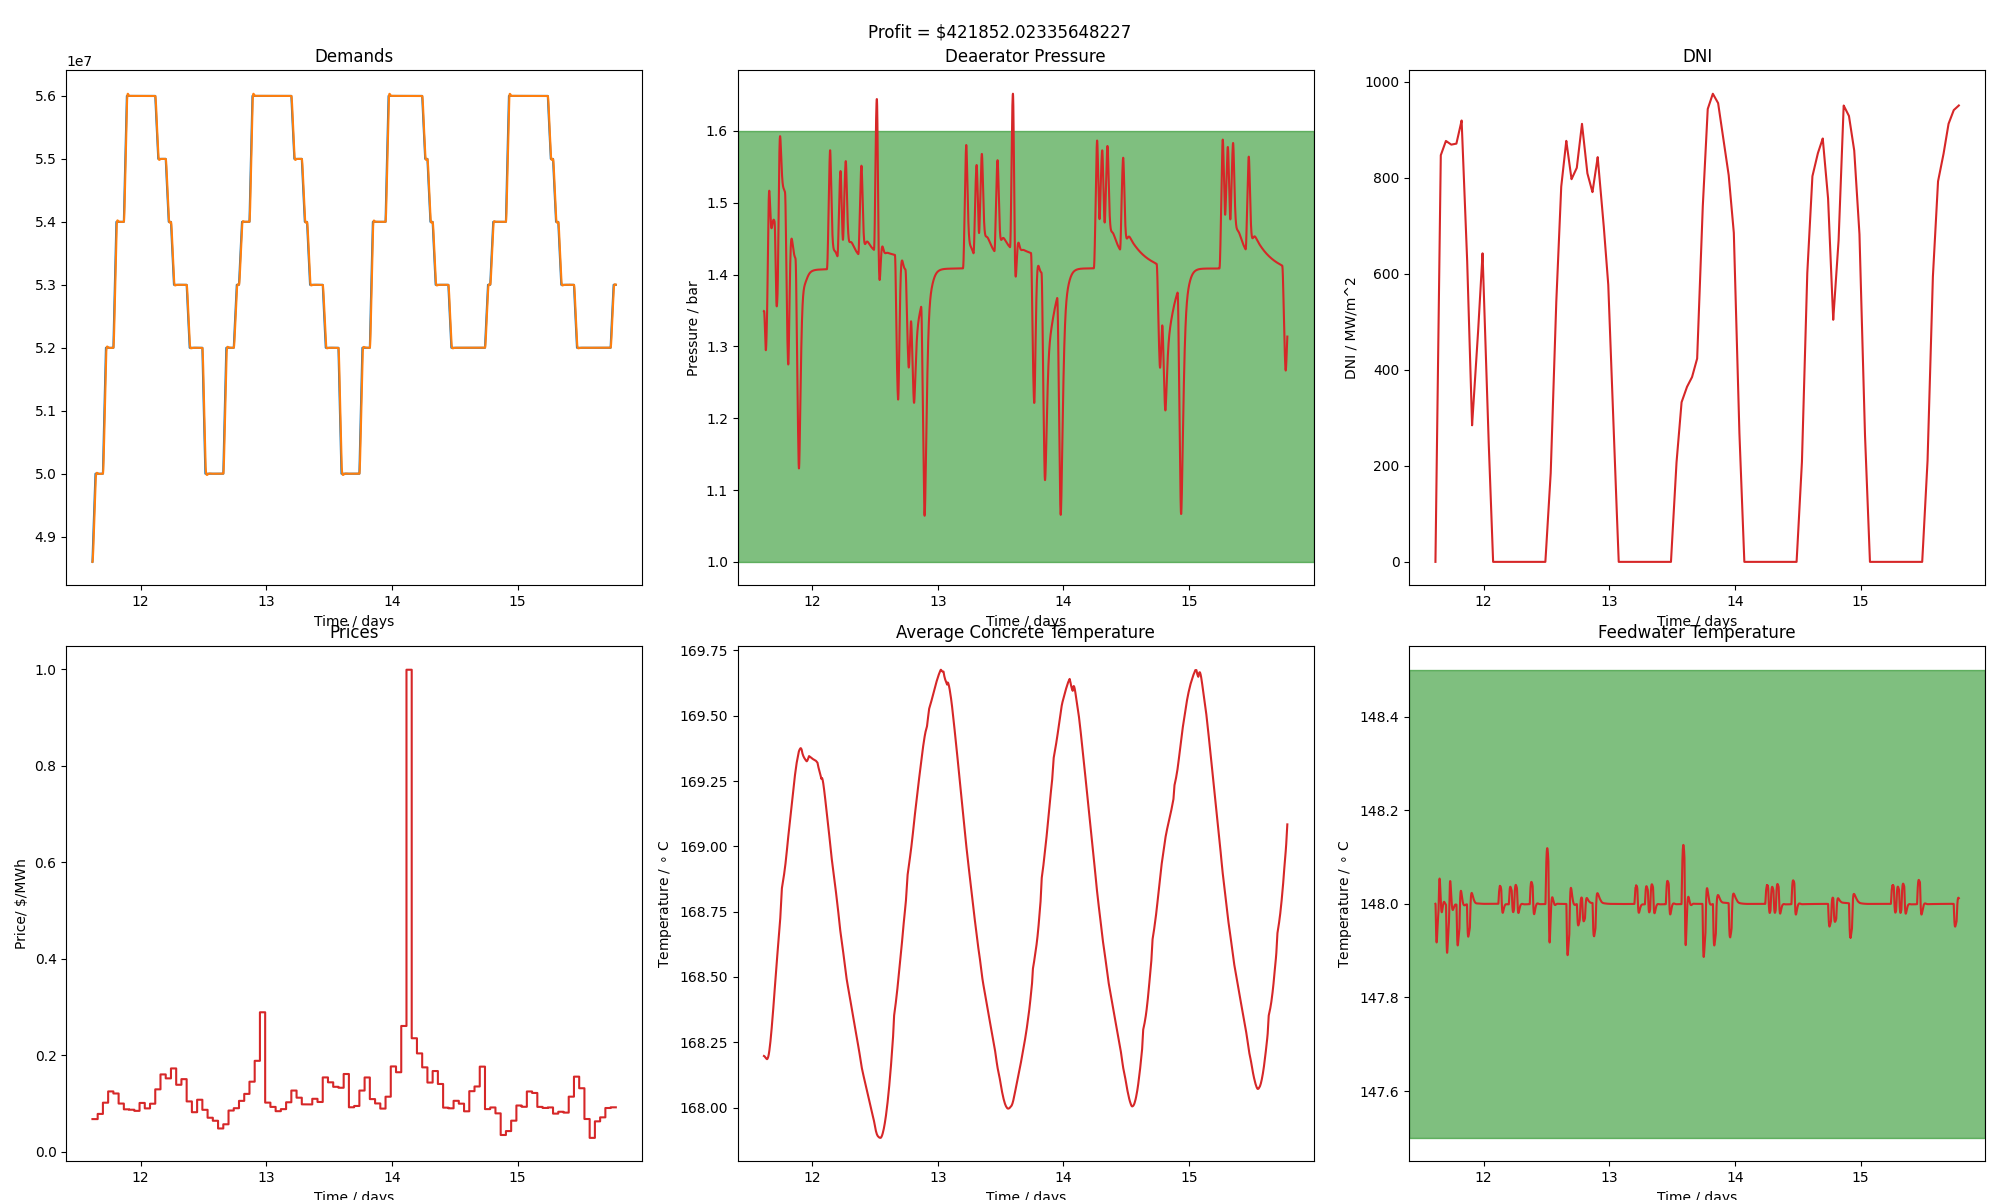 Profit = $421852.02335648227
Demands
1e7
5.6
5.5
5.4
5.3
5.2
5.1
5.0
4.9
12 13 14 15
Time / days
Deaerator Pressure
Pressure / bar
1.6
1.5
1.4
1.3
1.2
1.1
1.0
12 13 14 15
Time / days
DNI
DNI / MW/m^2
1000
800
600
400
200
0
12 13 14 15
Time / days
Prices
Price/ $/MWh
1.0
0.8
0.6
0.4
0.2
0.0
12 13 14 15
Time / days
Average Concrete Temperature
Temperature / ∘ C
169.75
169.50
169.25
169.00
168.75
168.50
168.25
168.00
12 13 14 15
Time / days
Feedwater Temperature
Temperature / ∘ C
148.4
148.2
148.0
147.8
147.6
12 13 14 15
Time / days